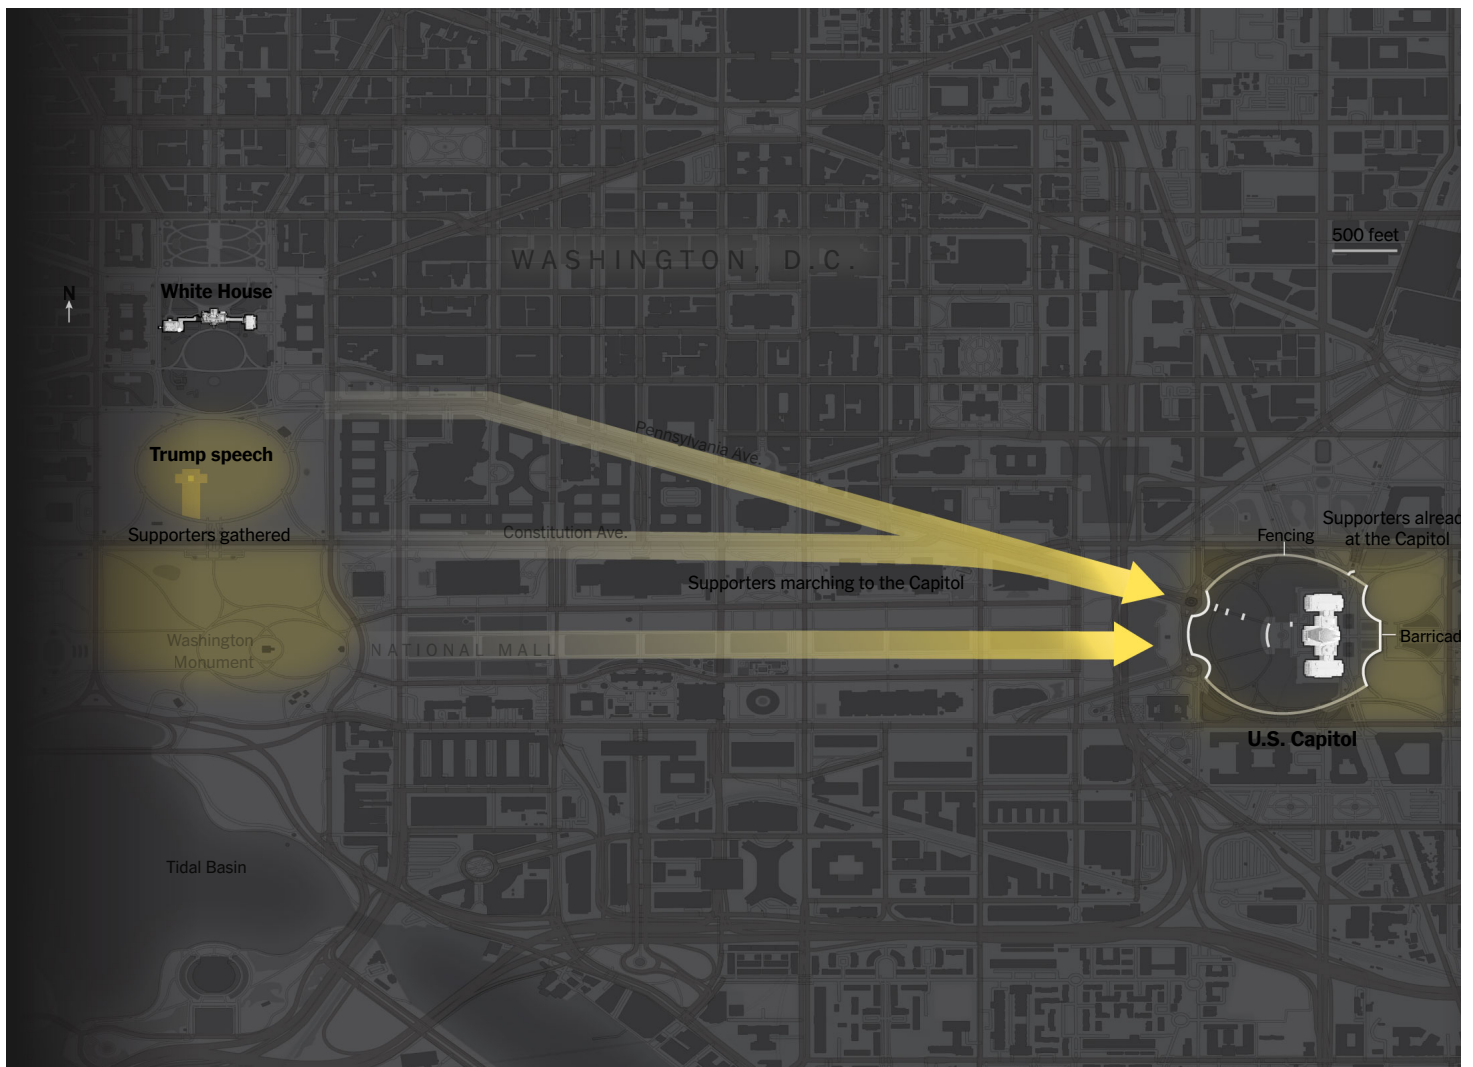 WASHINGTON, D.C.
500 feet
N
White House
Pennsylvania Ave.
Trump speech
Supporters gathered
Constitution Ave.
Supporters marching to the Capitol
Fencing
Supporters alread
at the Capitol
Washington
Monument
NATIONAL MALL
Barricad
U.S. Capitol
Tidal Basin